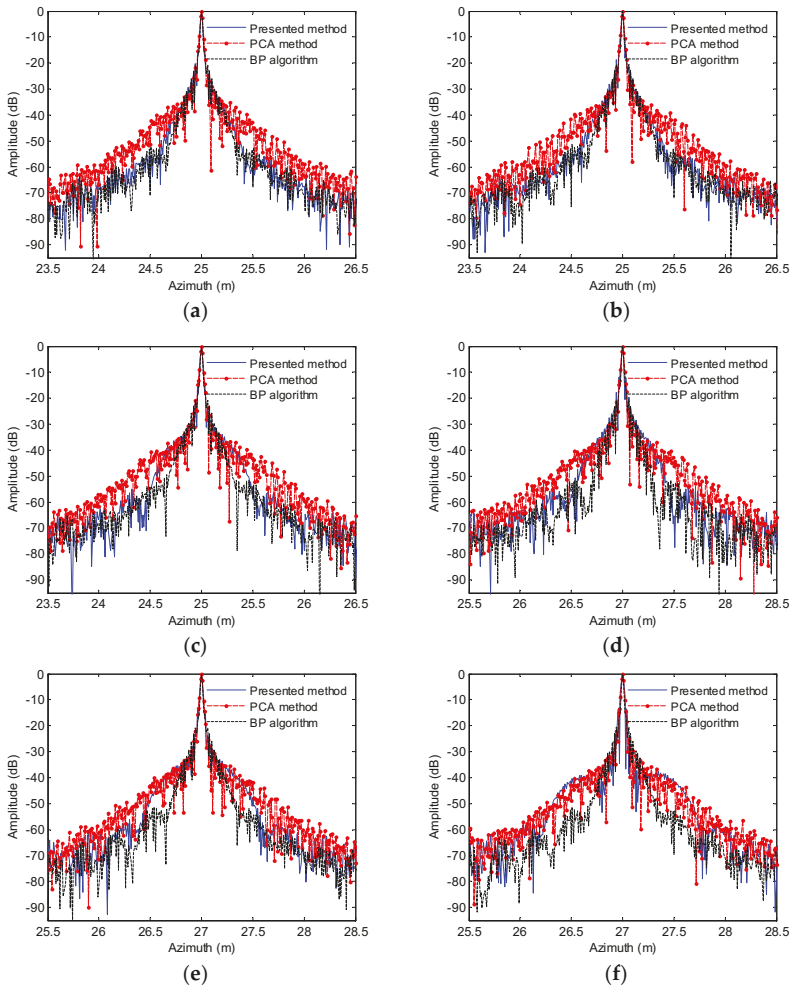 0
-10
-20
-30
-40
-50
-60
-70
-80
-90
Amplitude (dB)
Presented method
PCA method
BP algorithm
23.5 24 24.5 25 25.5 26 26.5
Azimuth (m)
(a)
0
-10
-20
-30
-40
-50
-60
-70
-80
-90
Amplitude (dB)
Presented method
PCA method
BP algorithm
23.5 24 24.5 25 25.5 26 26.5
Azimuth (m)
(b)
0
-10
-20
-30
-40
-50
-60
-70
-80
-90
Amplitude (dB)
Presented method
PCA method
BP algorithm
23.5 24 24.5 25 25.5 26 26.5
Azimuth (m)
(c)
0
-10
-20
-30
-40
-50
-60
-70
-80
-90
Amplitude (dB)
Presented method
PCA method
BP algorithm
25.5 26 26.5 27 27.5 28 28.5
Azimuth (m)
(d)
0
-10
-20
-30
-40
-50
-60
-70
-80
-90
Amplitude (dB)
Presented method
PCA method
BP algorithm
25.5 26 26.5 27 27.5 28 28.5
Azimuth (m)
(e)
0
-10
-20
-30
-40
-50
-60
-70
-80
-90
Amplitude (dB)
Presented method
PCA method
BP algorithm
25.5 26 26.5 27 27.5 28 28.5
Azimuth (m)
(f)